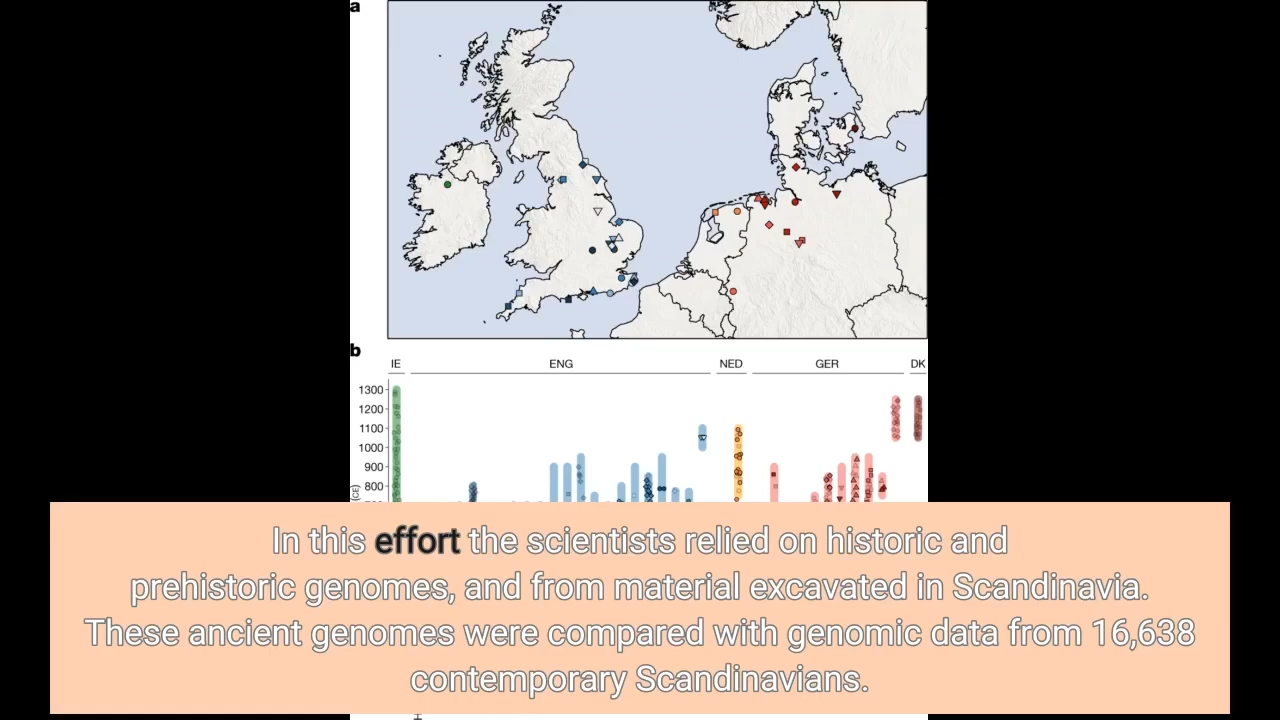 a
b
IE ENG NED GER DK
1300
1200
1100
1000
900
800
(CE)
In this effort the scientists relied on historic and
prehistoric genomes, and from material excavated in Scandinavia.
These ancient genomes were compared with genomic data from 16,638
contemporary Scandinavians.